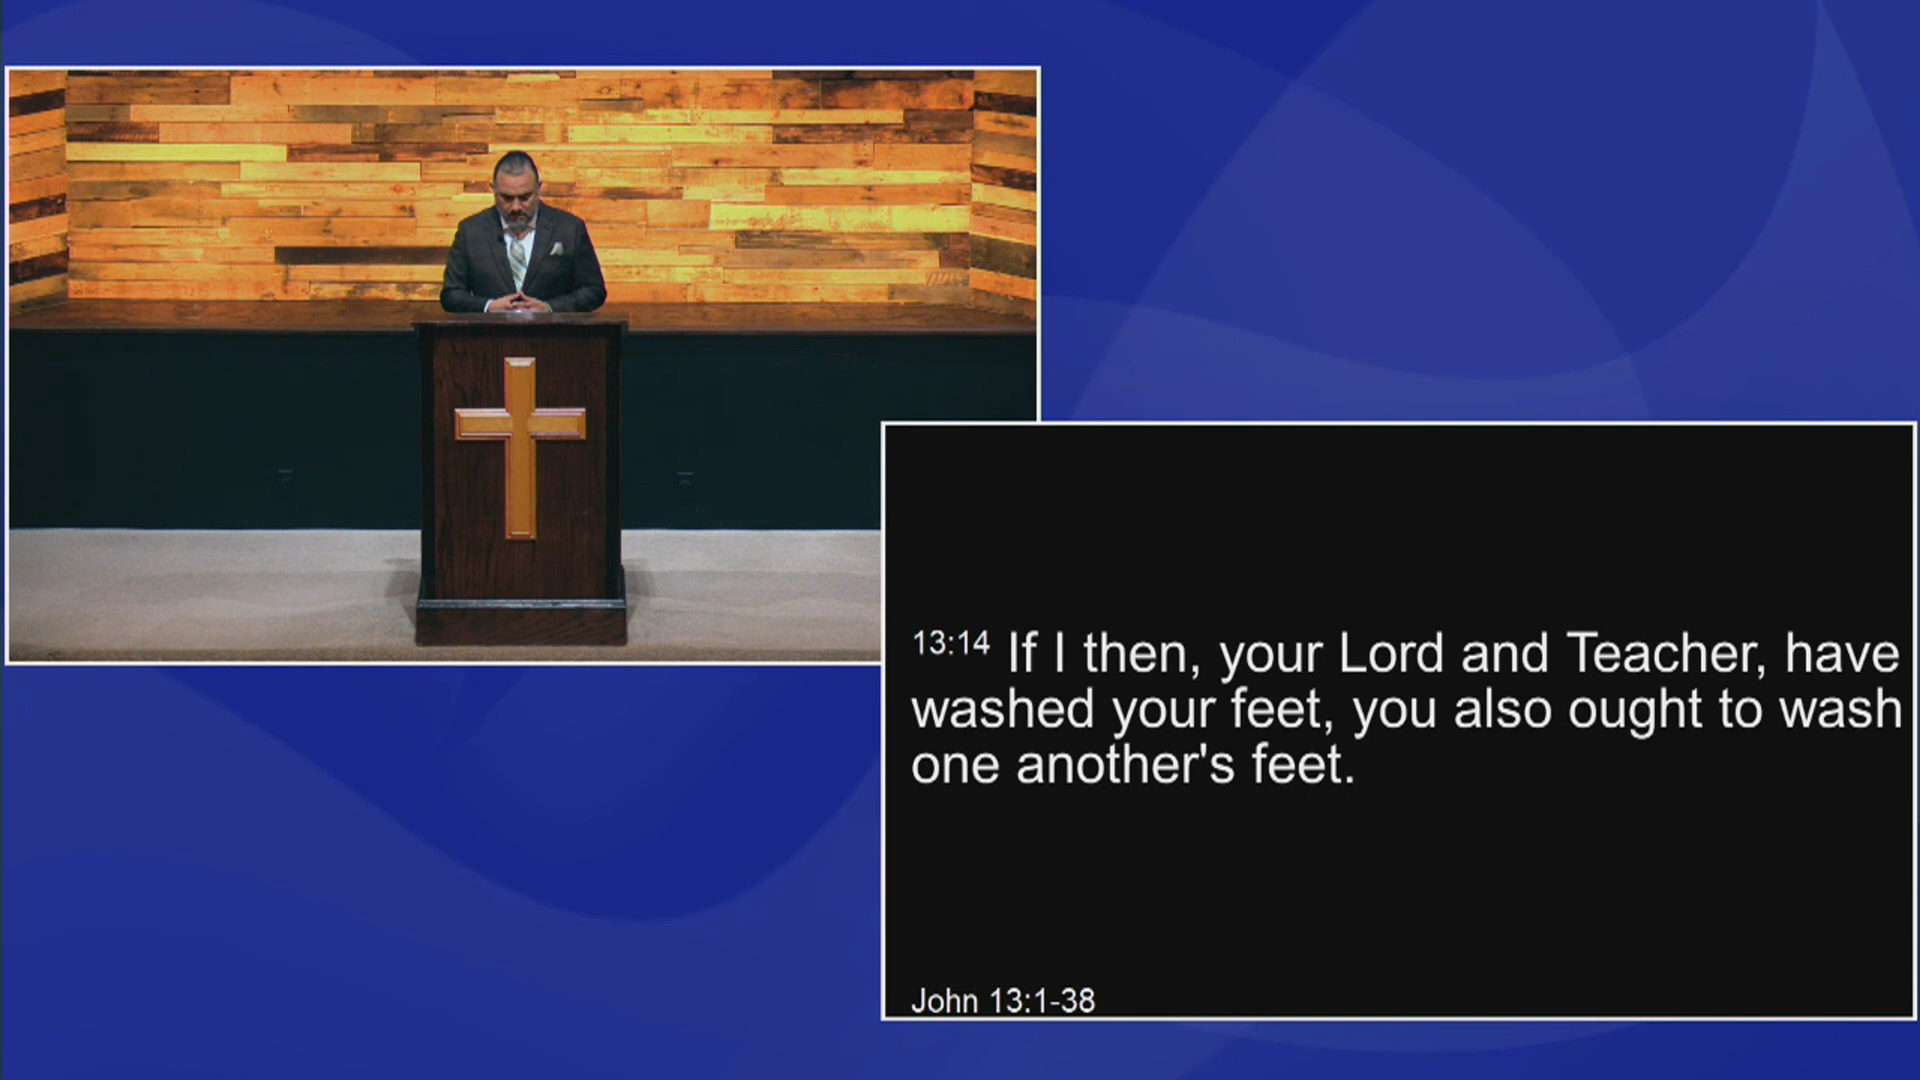 13:14 If I then, your Lord and Teacher, have
washed your feet, you also ought to wash
one another's feet.
John 13:1-38